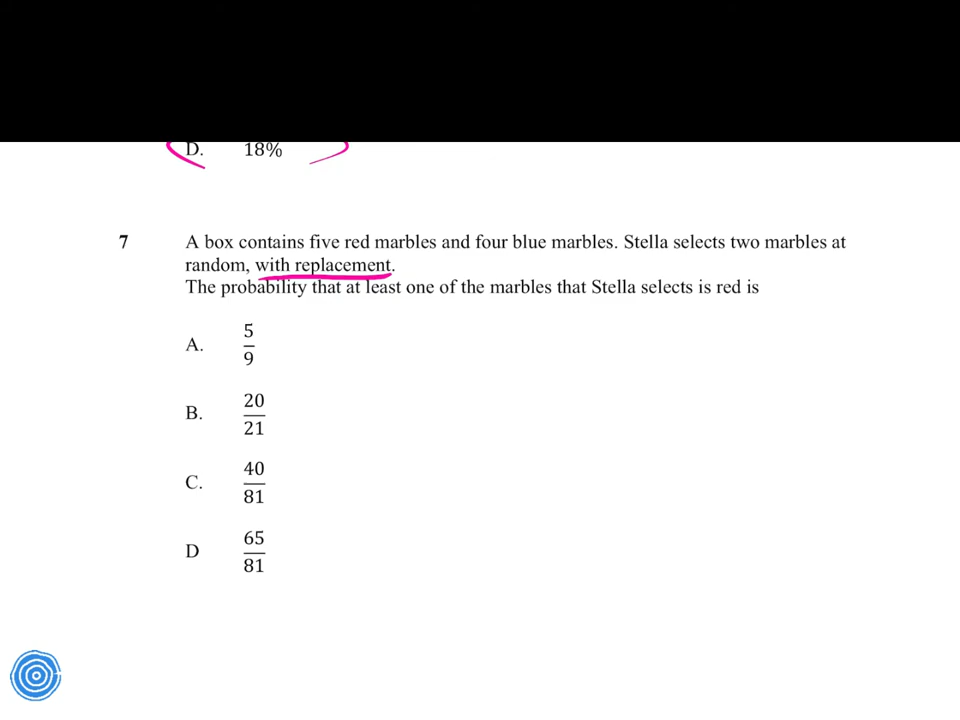 D. 18%
7 A box contains five red marbles and four blue marbles. Stella selects two marbles at
random, with replacement.
The probability that at least one of the marbles that Stella selects is red is
A. 5/9
B. 20/21
C. 40/81
D 65/81